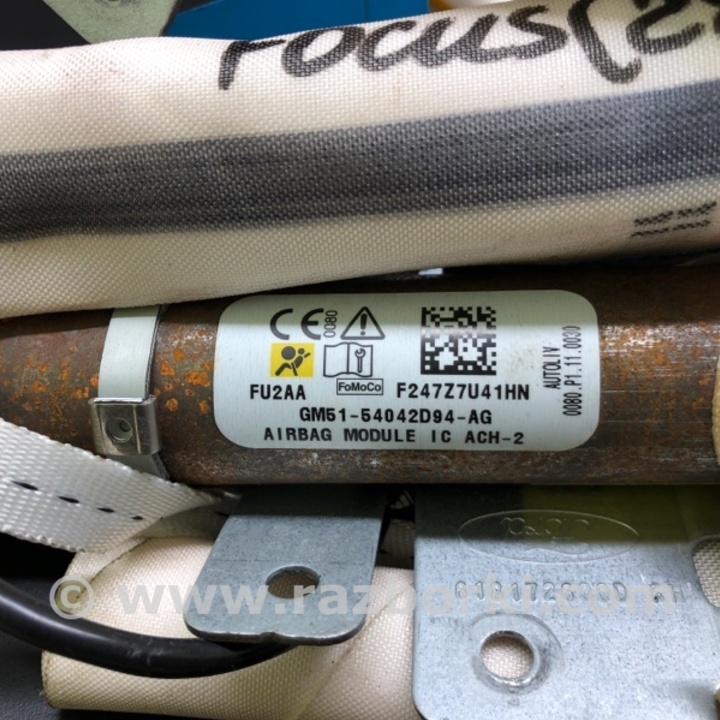 FOCUS(2
CE 0080
FU2AA FoMoCo F247Z7U41HN
GM51-54042D94-AG
AIRBAG MODULE IC ACH-2
AUTOLIV
0080.P1.11.0030
© www.razborki.com